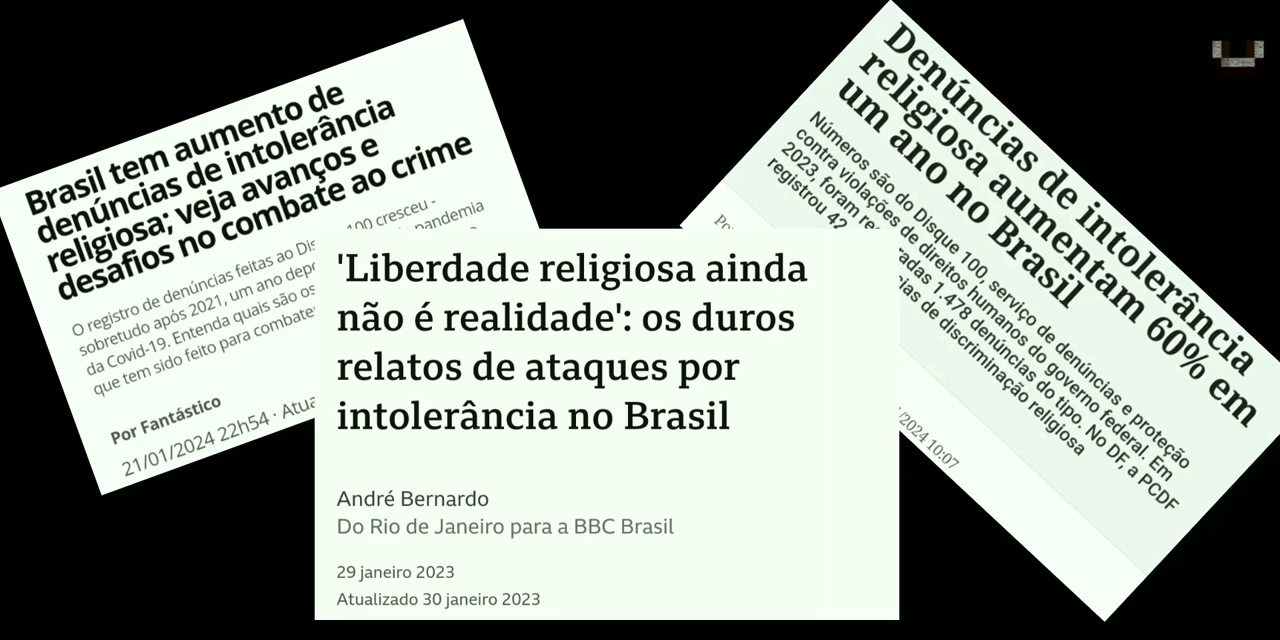 Brasil tem aumento de
denúncias de intolerância
religiosa; veja avanços e
desafios no combate ao crime
O registro de denúncias feitas ao 100 cresceu -
sobretudo após 2021, um ano pandemia
da Covid-19. Entenda quais são os
que tem sido feito para
Por Fantástico
21/01/2024 22h54 ·
'Liberdade religiosa ainda
não é realidade': os duros
relatos de ataques por
intolerância no Brasil
André Bernardo
Do Rio de Janeiro para a BBC Brasil
29 janeiro 2023
Atualizado 30 janeiro 2023
Denúncias de intolerância
religiosa aumentam 60% em
um ano no Brasil
Números são do Disque 100, serviço de denúncias e proteção
contra violações de direitos humanos do governo federal. Em
2023, foram 1.478 denúncias do tipo. No DF, a PCDF
registrou 42 de discriminação religiosa
10:07